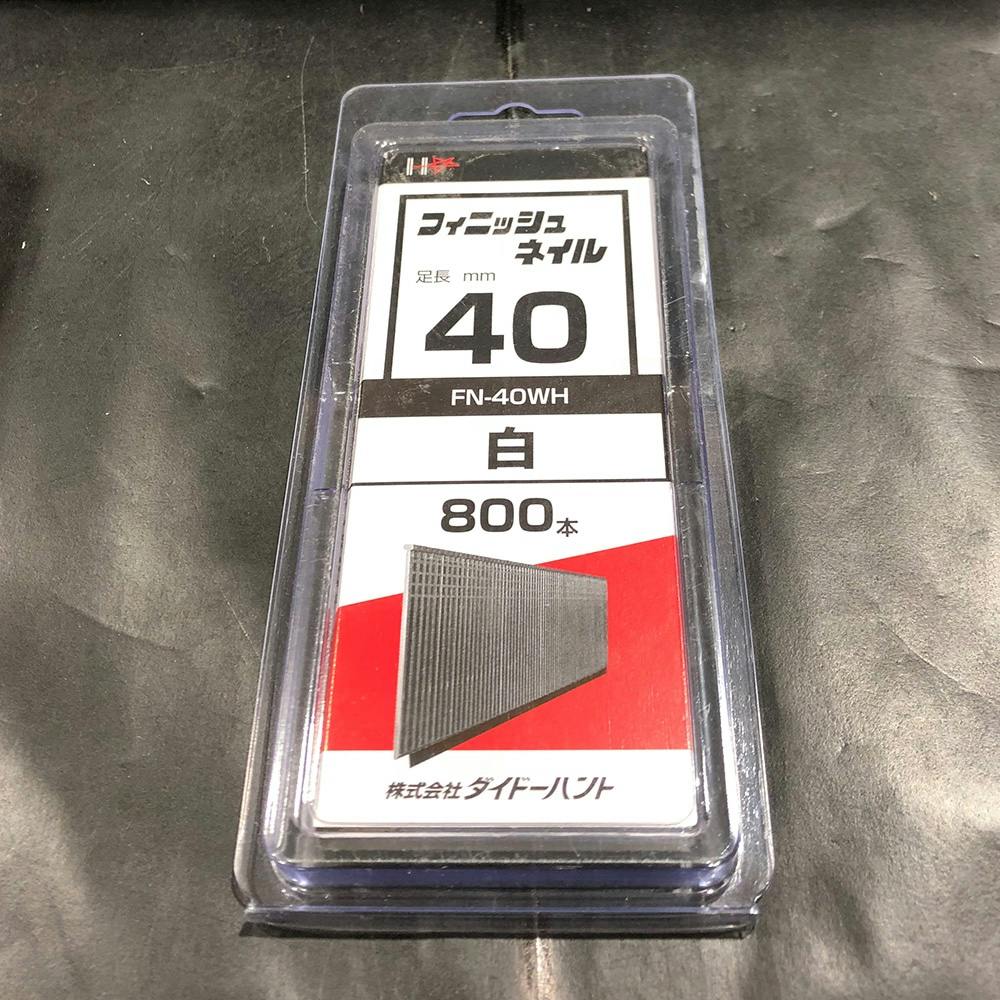 フィニッシュ
ネイル
足長 mm
40
FN-40WH
白
800本
株式会社 ダイドーハント